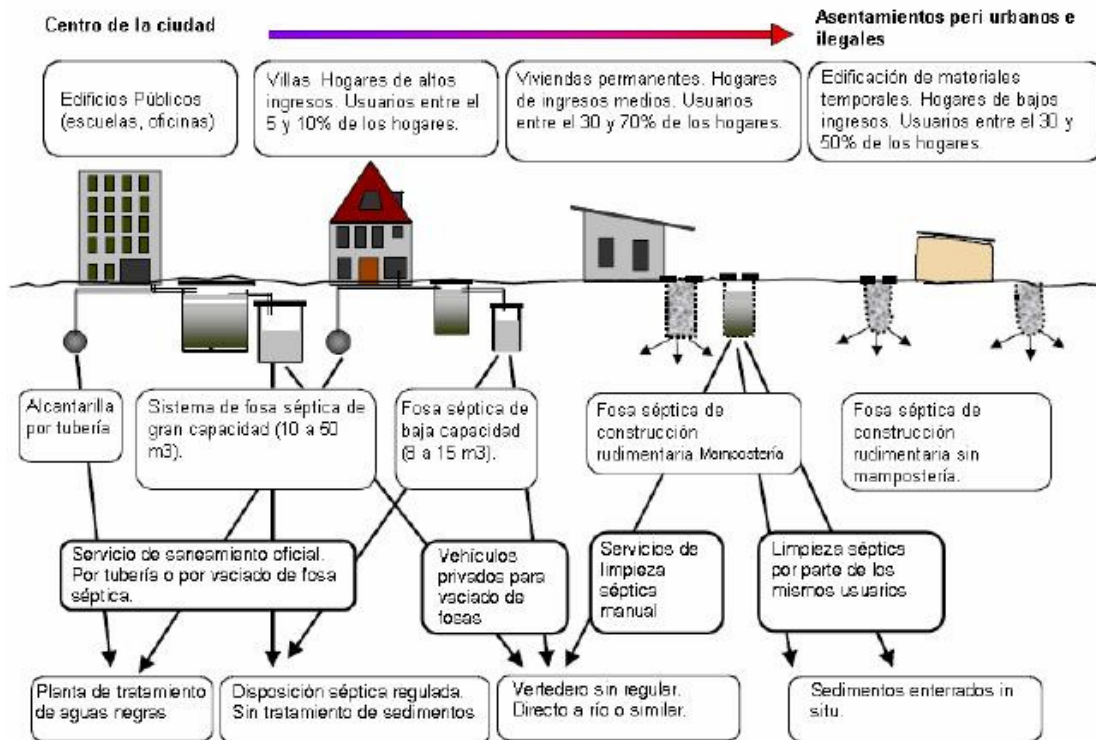 Centro de la ciudad
Asentamientos peri urbanos e
ilegales
Edificios Públicos
(escuelas, oficinas)
Villas. Hogares de altos
ingresos. Usuarios entre el
5 y 10% de los hogares.
Viviendas permanentes. Hogares
de ingresos medios. Usuarios
entre el 30 y 70% de los hogares.
Edificación de materiales
temporales. Hogares de bajos
ingresos. Usuarios entre el 30 y
50% de los hogares.
Alcantarilla
por tubería
Sistema de fosa séptica de
gran capacidad (10 a 50
m3).
Fosa séptica de
baja capacidad
(8 a 15 m3).
Fosa séptica de
construcción
rudimentaria. Mampostería
Fosa séptica de
construcción
rudimentaria sin
mampostería.
Servicio de saneamiento oficial.
Por tubería o por vaciado de fosa
séptica.
Vehículos
privados para
vaciado de
fosas
Servicios de
limpieza
séptica
manual
Limpieza séptica
por parte de los
mismos usuarios
Planta de tratamiento
de aguas negras
Disposición séptica regulada.
Sin tratamiento de sedimentos
Vertedero sin regular.
Directo a río o similar.
Sedimentos enterrados in
situ.